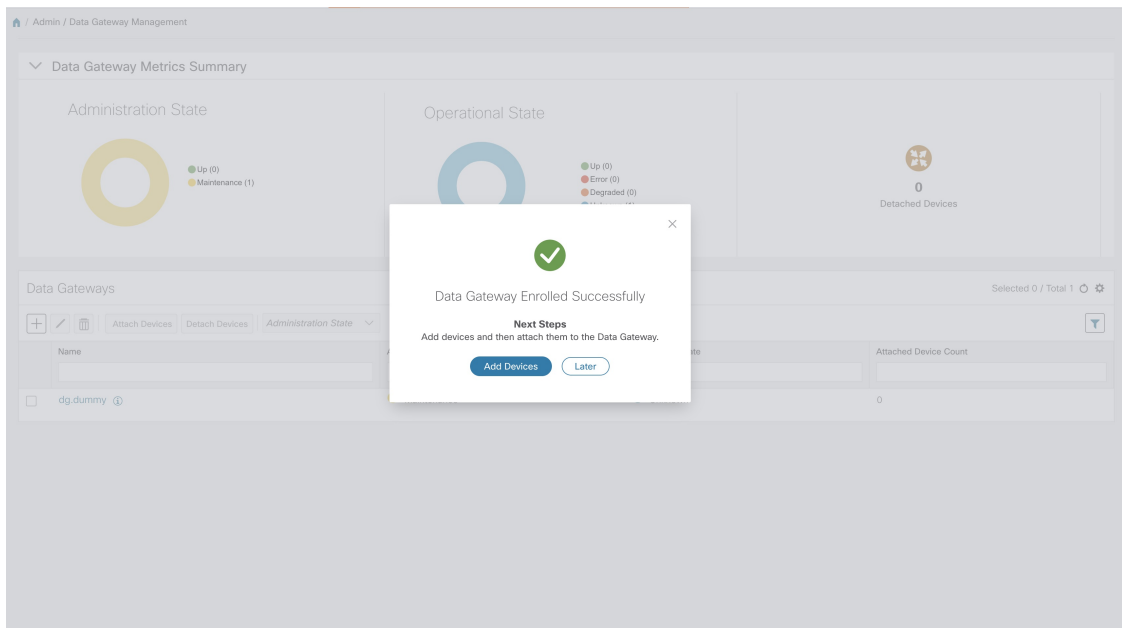 / Admin / Data Gateway Management
Data Gateway Metrics Summary
Administration State
Up (0)
Maintenance (1)
Operational State
Up (0)
Error (0)
Degraded (0)
0
Detached Devices
Data Gateway Enrolled Successfully
Next Steps
Add devices and then attach them to the Data Gateway.
Add Devices Later
Data Gateways
Selected 0 / Total 1
Attach Devices Detach Devices Administration State
Name
Attached Device Count
dg.dummy
0